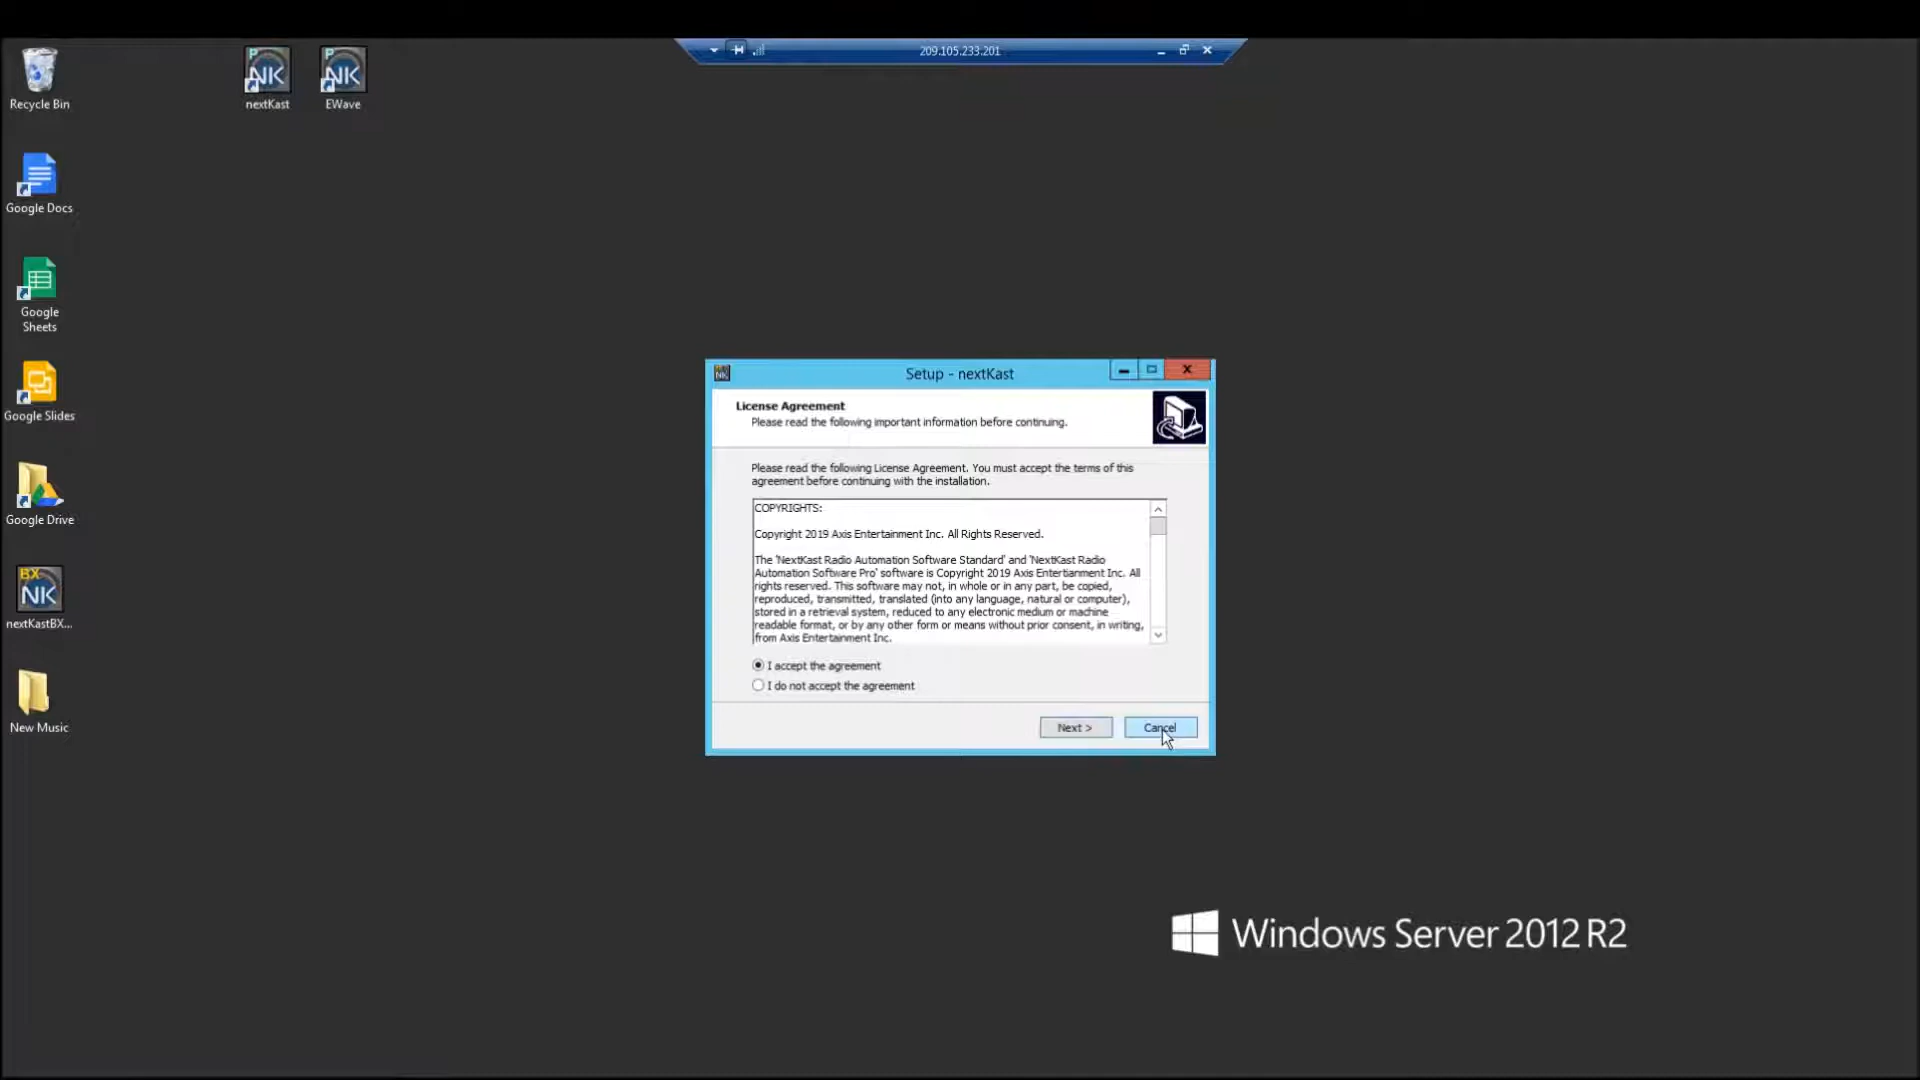 209.105.233.201
Recycle Bin
P
NK
nextKast
P
NK
EWave
Google Docs
Google
Sheets
Google Slides
Google Drive
BX
NK
nextKastBX...
New Music
NK
Setup - nextKast
License Agreement
Please read the following important information before continuing.
Please read the following License Agreement. You must accept the terms of this
agreement before continuing with the installation.
COPYRIGHTS:
Copyright 2019 Axis Entertainment Inc. All Rights Reserved.
The 'NextKast Radio Automation Software Standard' and 'NextKast Radio
Automation Software Pro' software is Copyright 2019 Axis Entertianment Inc. All
rights reserved. This software may not, in whole or in any part, be copied,
reproduced, transmitted, translated (into any language, natural or computer),
stored in a retrieval system, reduced to any electronic medium or machine
readable format, or by any other form or means without prior consent, in writing,
from Axis Entertainment Inc.
I accept the agreement
I do not accept the agreement
Next >
Cancel
Windows Server 2012 R2